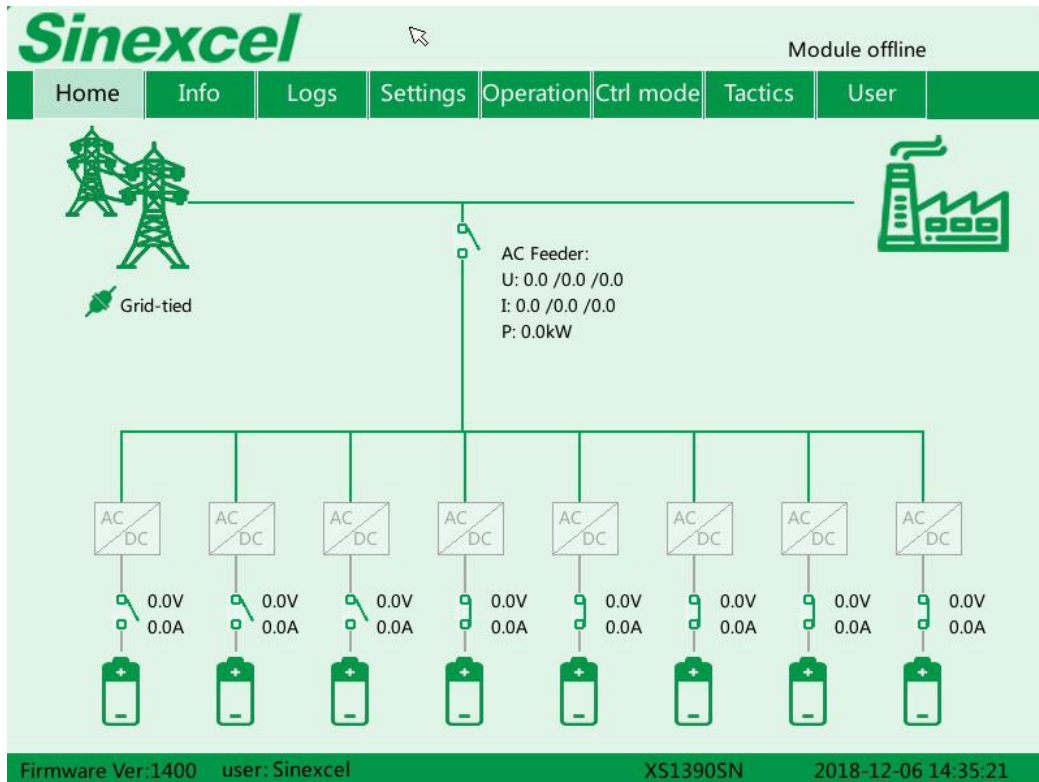 Sinexcel
Module offline
Home Info Logs Settings Operation Ctrl mode Tactics User
AC Feeder:
U: 0.0 /0.0 /0.0
Grid-tied
I: 0.0 /0.0 /0.0
P: 0.0kW
AC AC AC AC AC AC AC AC
DC DC DC DC DC DC DC DC
0.0V 0.0V 0.0V 0.0V 0.0V 0.0V 0.0V 0.0V
0.0A 0.0A 0.0A 0.0A 0.0A 0.0A 0.0A 0.0A
Firmware Ver:1400 user: Sinexcel XS1390SN 2018-12-06 14:35:21